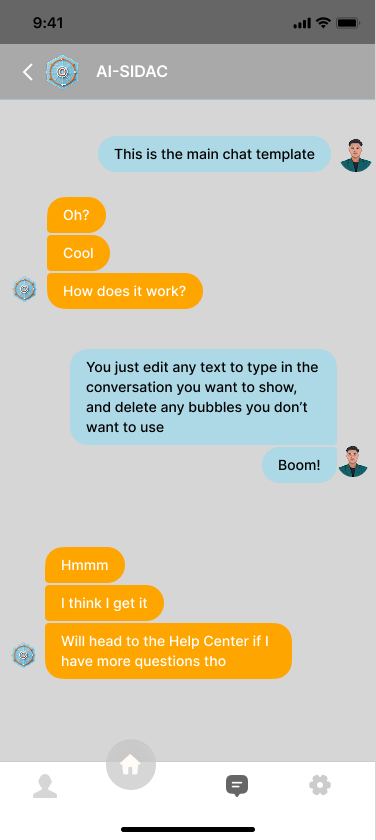 9:41
AI-SIDAC
This is the main chat template
Oh?
Cool
How does it work?
You just edit any text to type in the
conversation you want to show,
and delete any bubbles you don’t
want to use
Boom!
Hmmm
I think I get it
Will head to the Help Center if I
have more questions tho